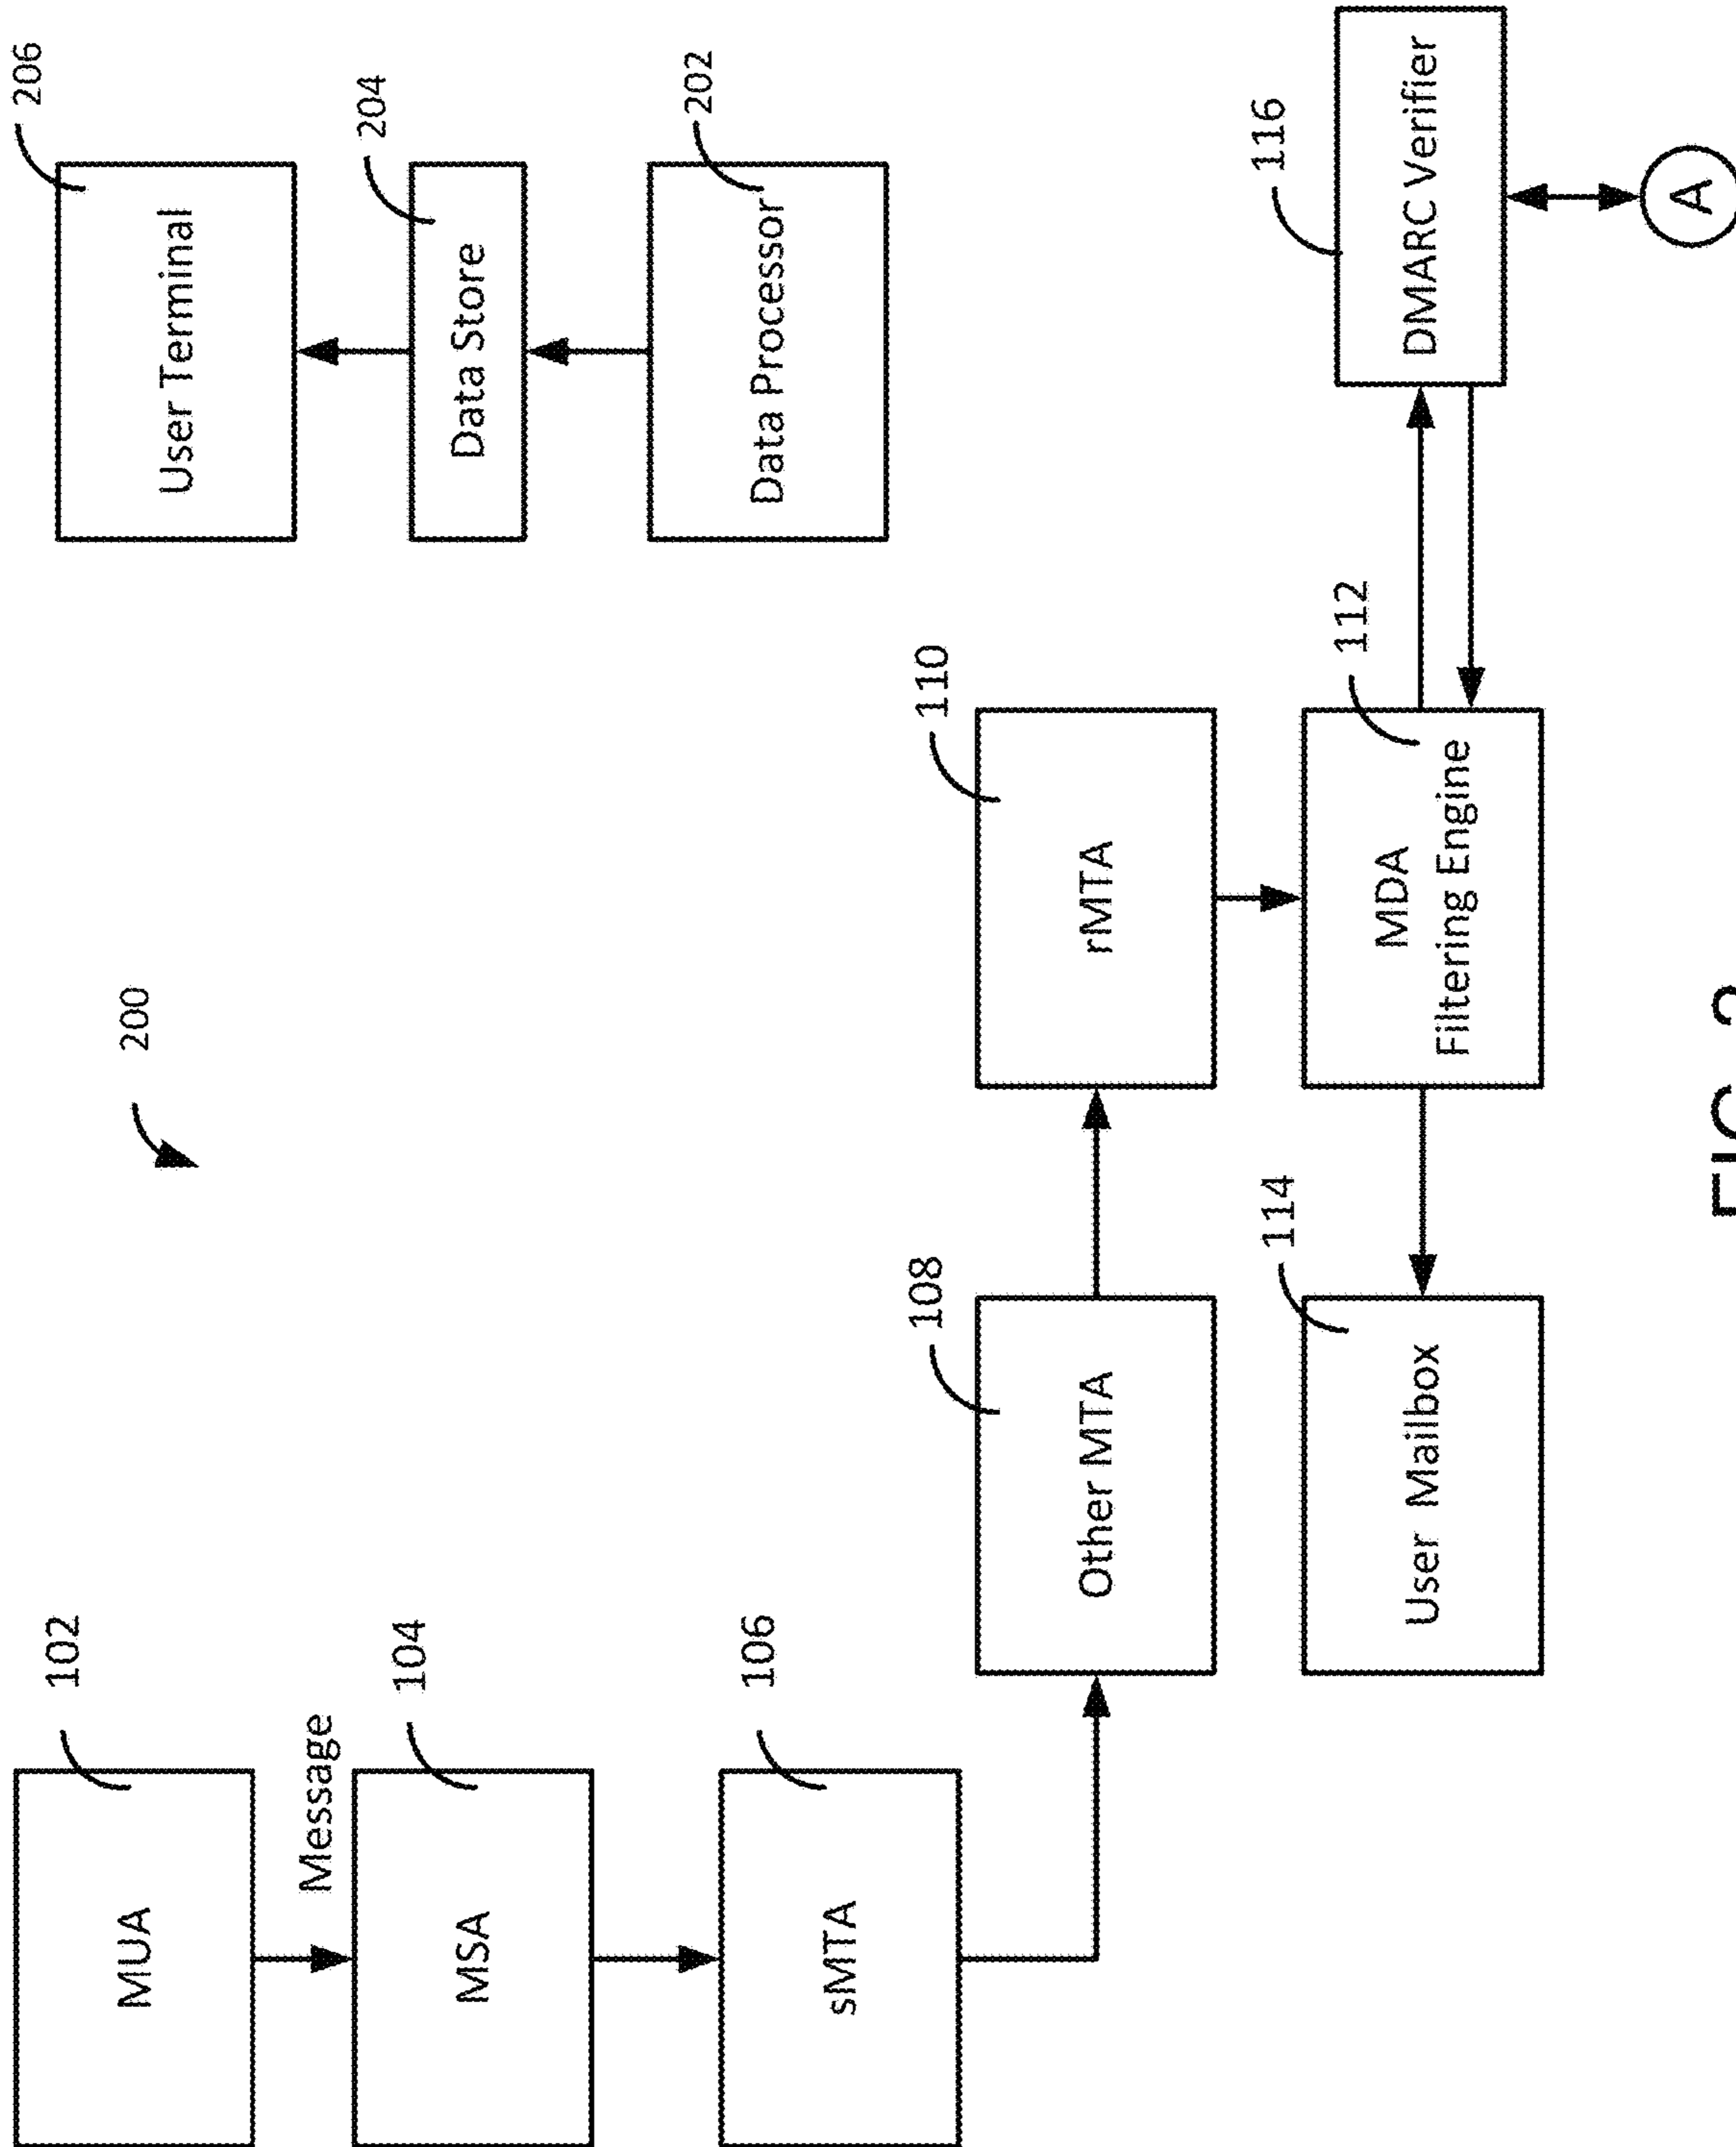 206
102
200
MUA
User Terminal
Message
204
104
MSA
Data Store
202
106
sMTA
Data Processor
108
110
Other MTA
rMTA
114
112
116
User Mailbox
MDA
Filtering Engine
DMARC Verifier
A
FIG